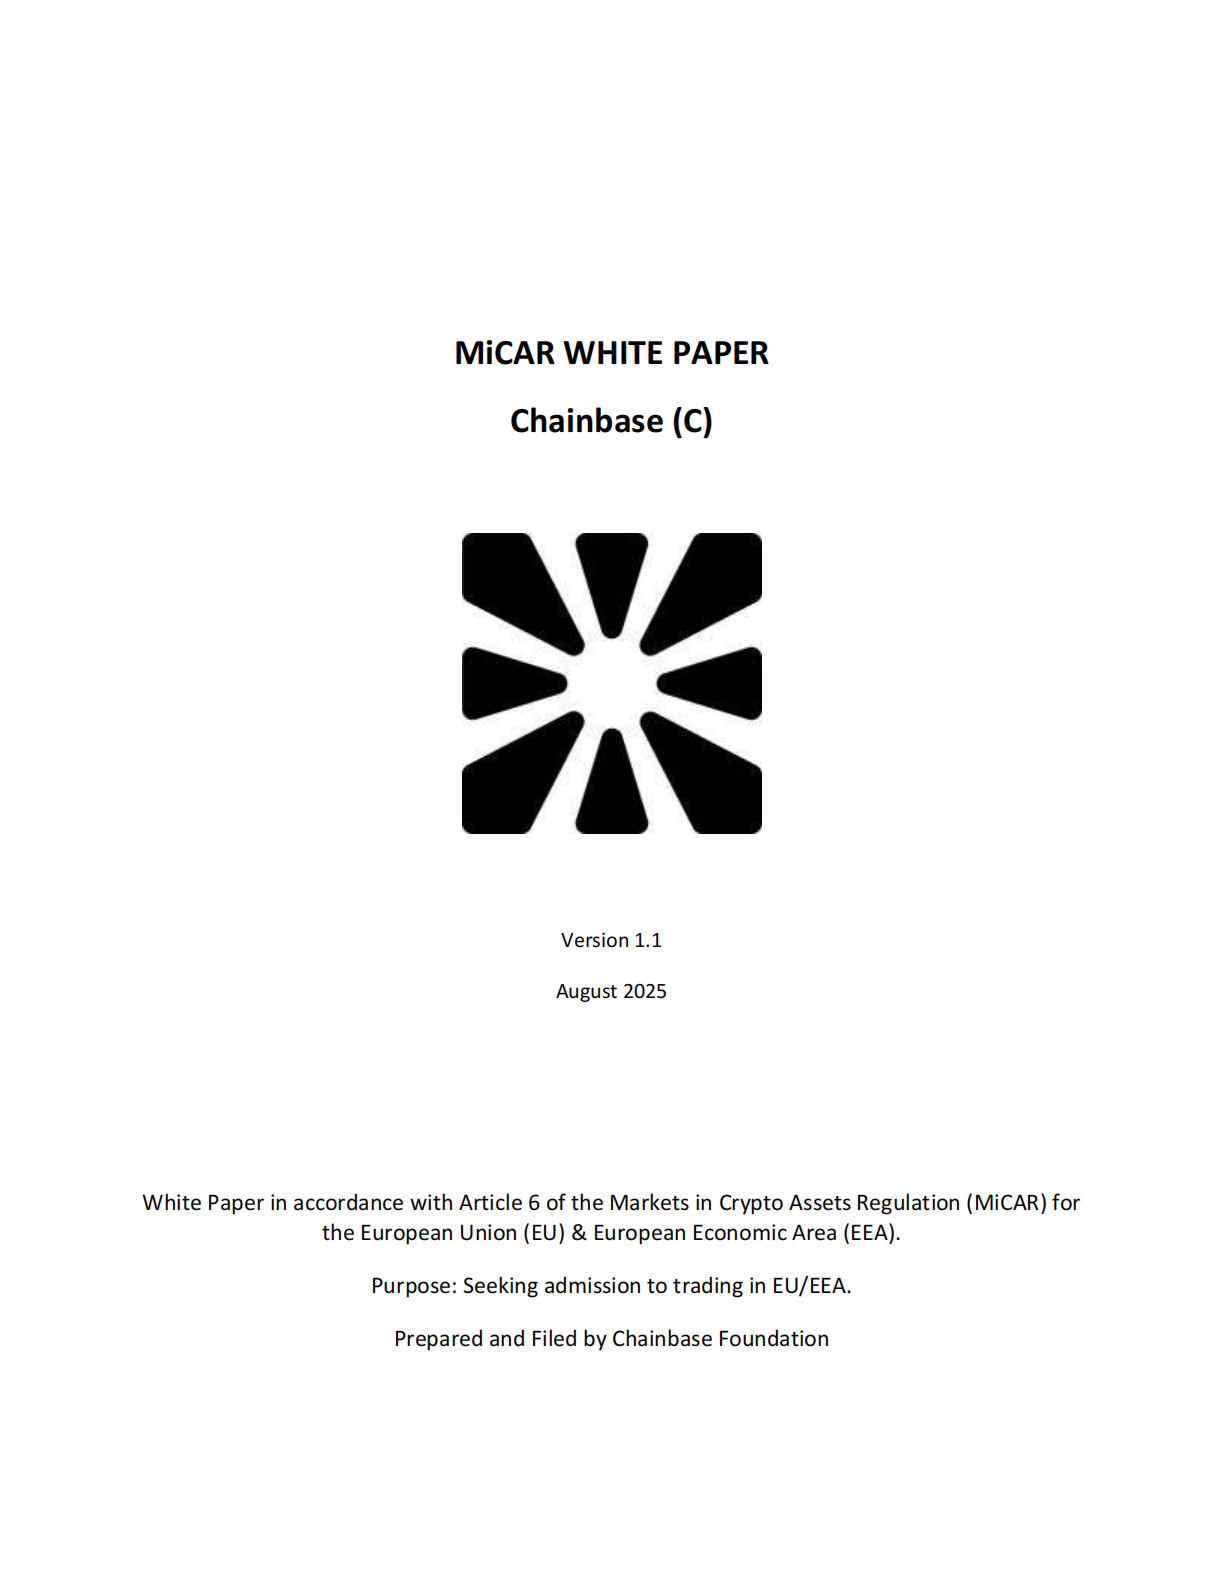 MiCAR WHITE PAPER
Chainbase (C)
Version 1.1
August 2025
White Paper in accordance with Article 6 of the Markets in Crypto Assets Regulation (MiCAR) for
the European Union (EU) & European Economic Area (EEA).
Purpose: Seeking admission to trading in EU/EEA.
Prepared and Filed by Chainbase Foundation